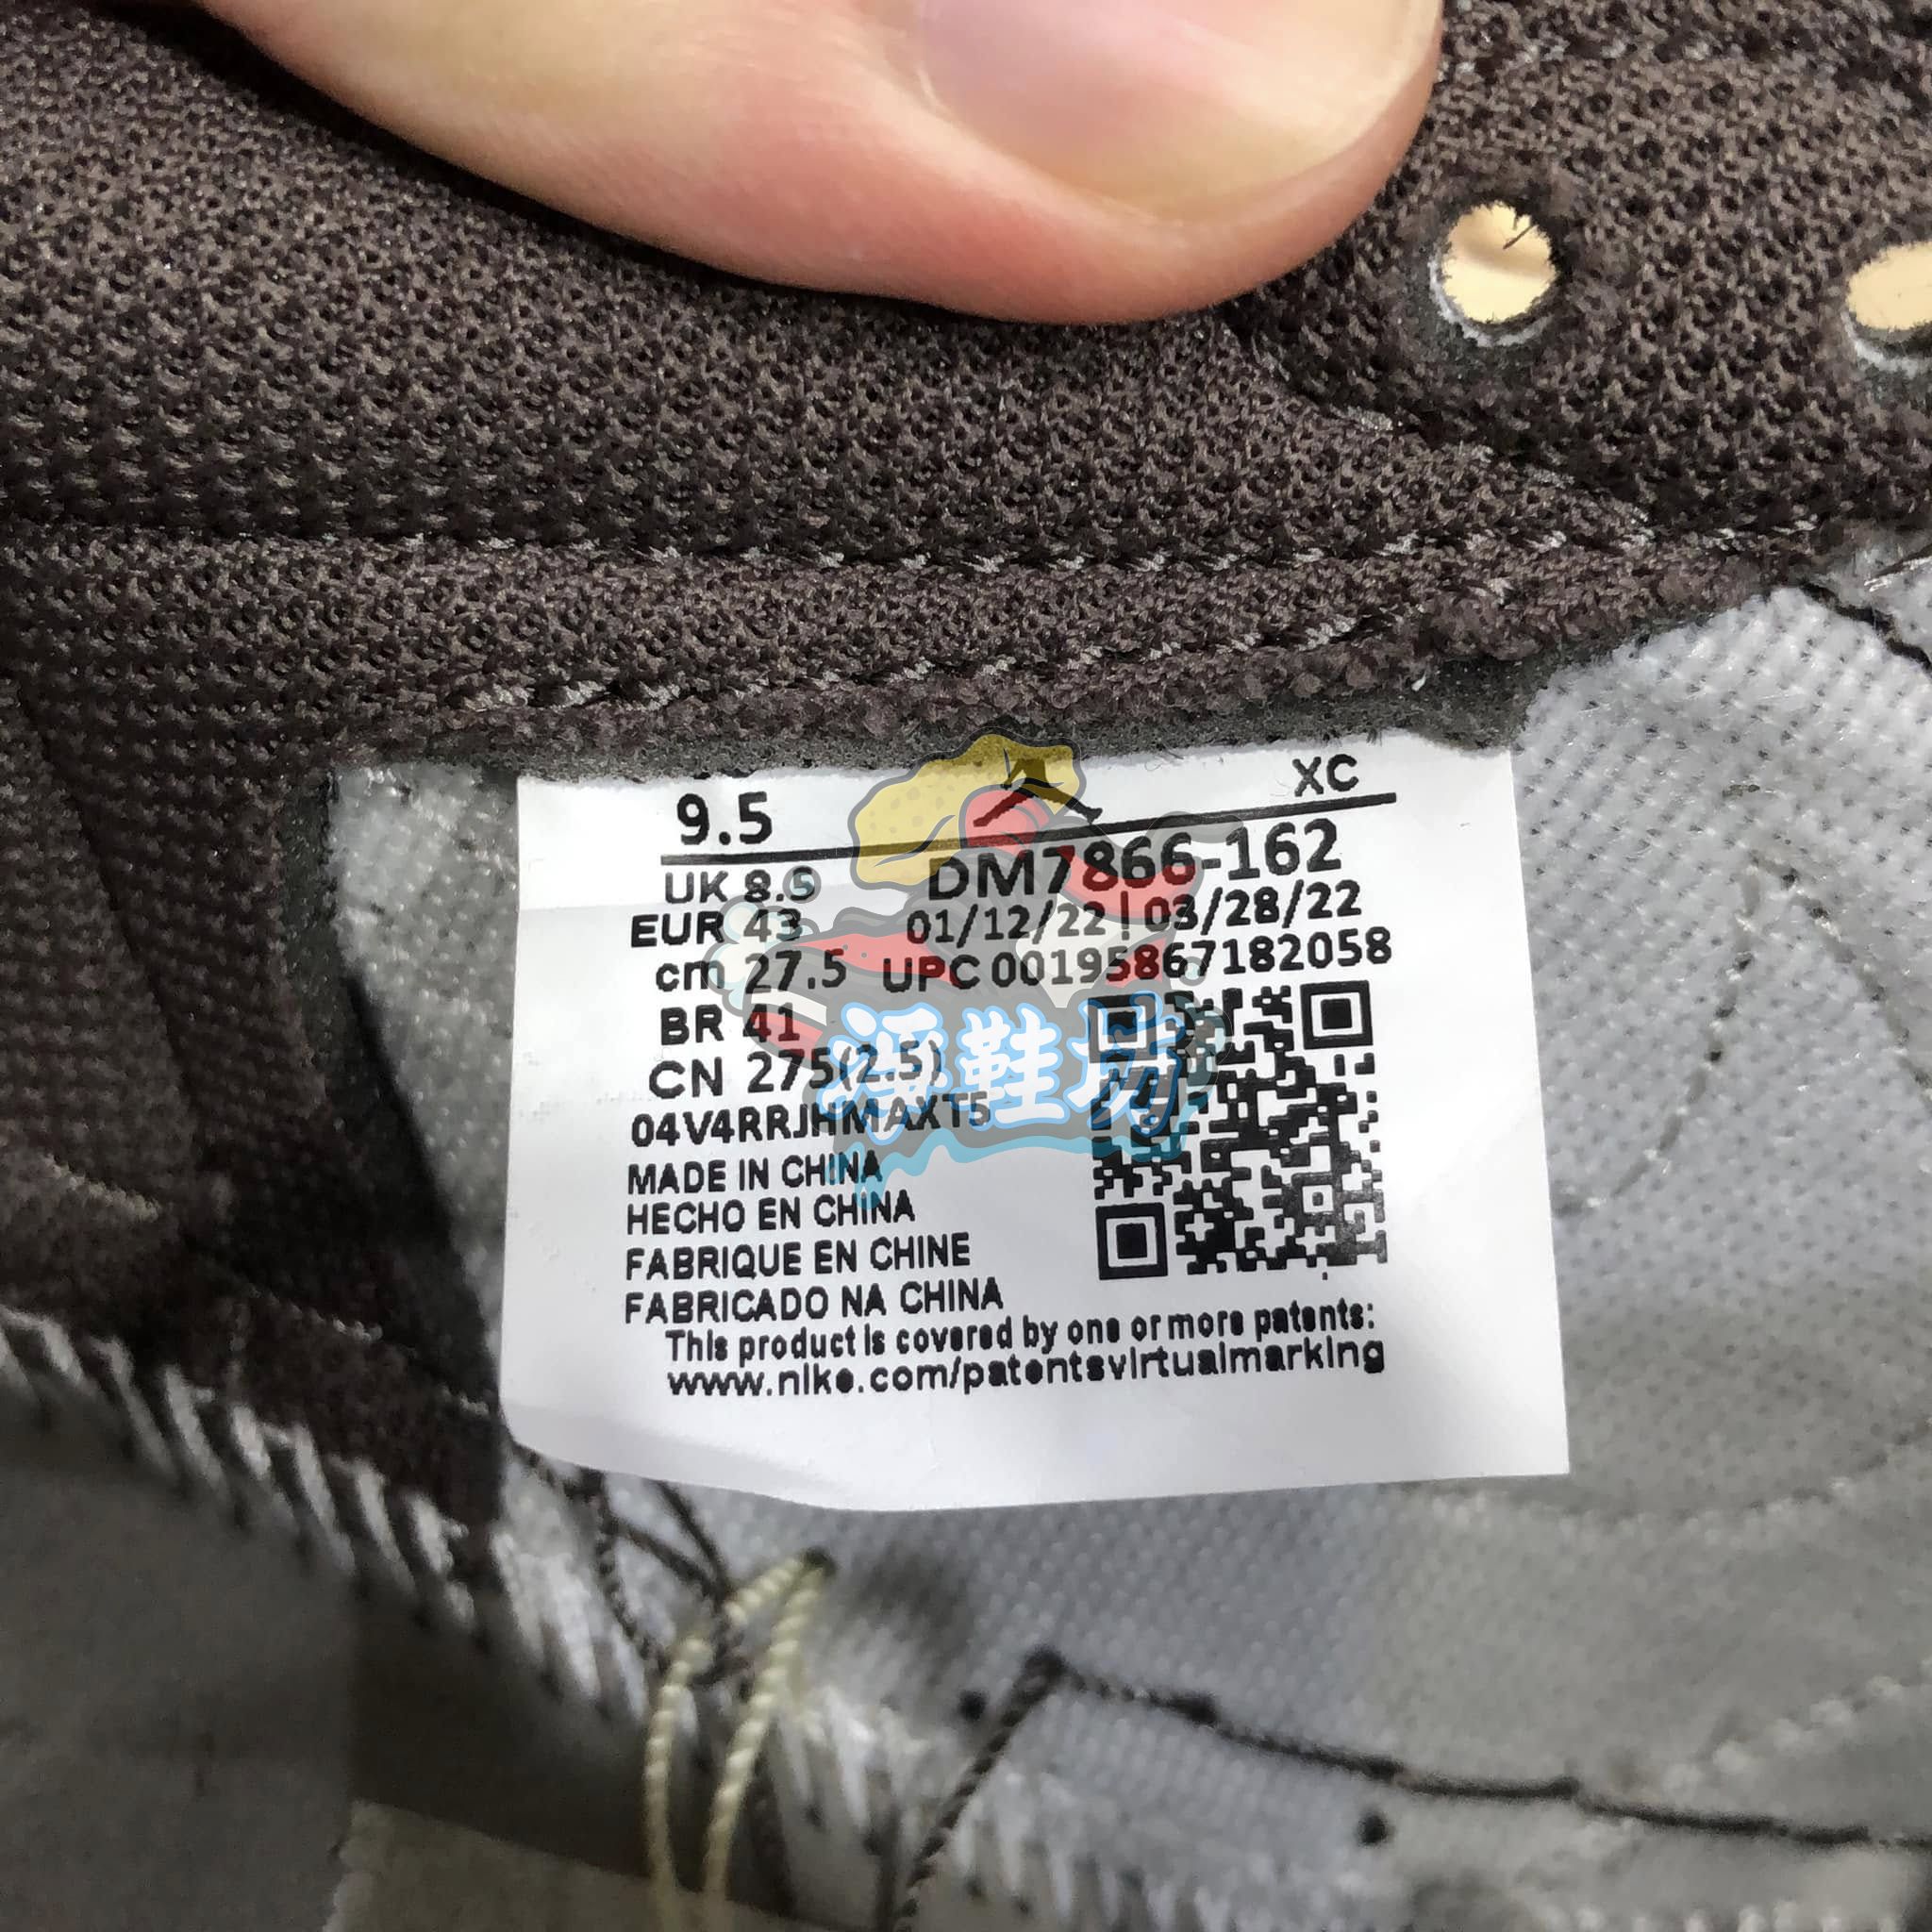 9.5 XC
UK 8.5 DM7866-162
EUR 43 01/12/22 | 03/28/22
cm 27.5 UPC 00195867182058
BR 41
CN 275(2.5)
淨鞋坊
04V4RRJHMAXT5
MADE IN CHINA
HECHO EN CHINA
FABRIQUE EN CHINE
FABRICADO NA CHINA
This product is covered by one or more patents:
www.nike.com/patentsvirtualmarking